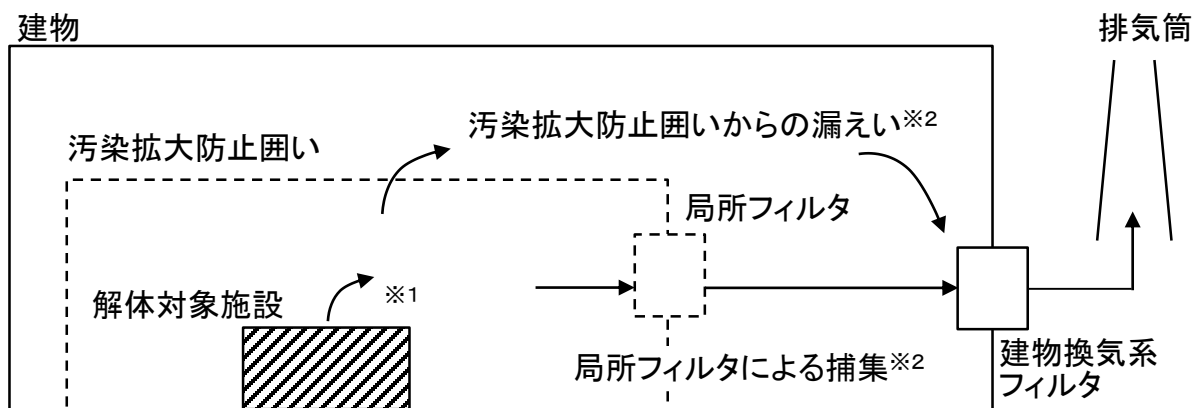 建物
排気筒
汚染拡大防止囲いからの漏えい※2
汚染拡大防止囲い
局所フィルタ
解体対象施設
※1
局所フィルタによる捕集※2
建物換気系
フィルタ